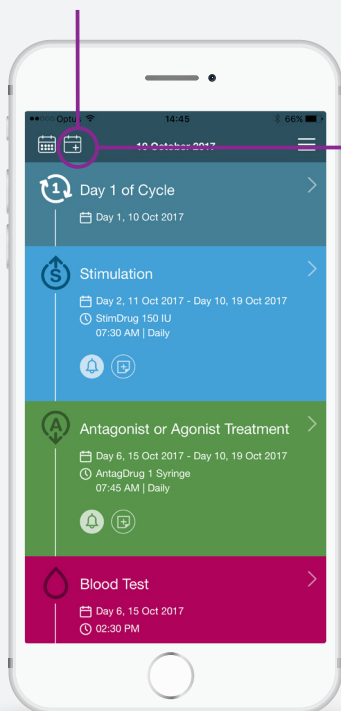 Optus 14:45 66%
10 October 2017
1
Day 1 of Cycle
Day 1, 10 Oct 2017
S
Stimulation
Day 2, 11 Oct 2017 - Day 10, 19 Oct 2017
StimDrug 150 IU
07:30 AM | Daily
A
Antagonist or Agonist Treatment
Day 6, 15 Oct 2017 - Day 10, 19 Oct 2017
AntagDrug 1 Syringe
07:45 AM | Daily
Blood Test
Day 6, 15 Oct 2017
02:30 PM